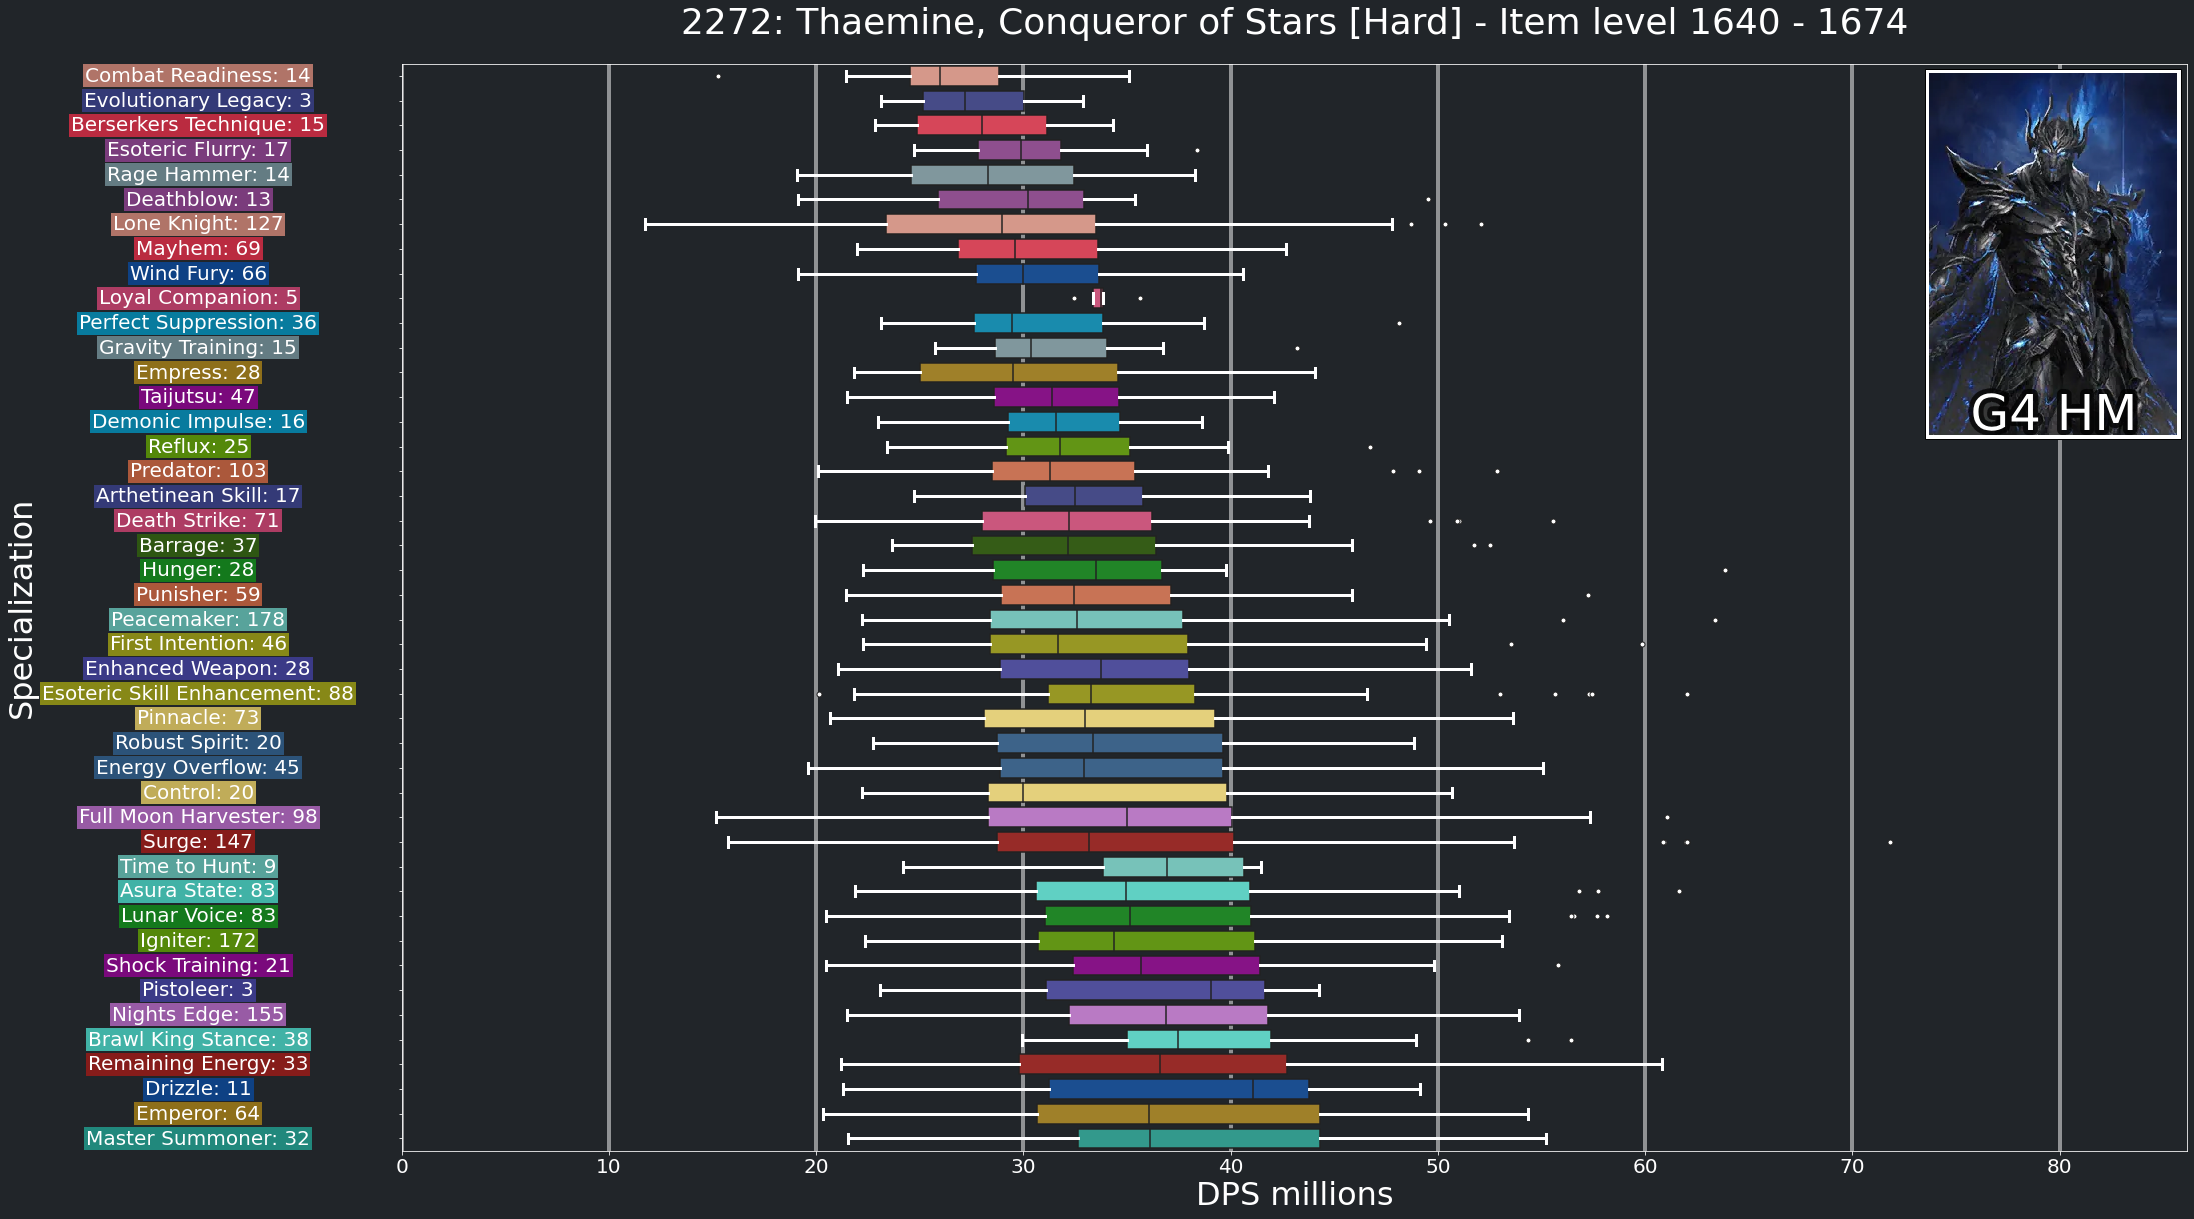 2272: Thaemine, Conqueror of Stars [Hard] - Item level 1640 - 1674
Combat Readiness: 14
Evolutionary Legacy: 3
Berserkers Technique: 15
Esoteric Flurry: 17
Rage Hammer: 14
Deathblow: 13
Lone Knight: 127
Mayhem: 69
Wind Fury: 66
Loyal Companion: 5
Perfect Suppression: 36
Gravity Training: 15
Empress: 28
Taijutsu: 47
Demonic Impulse: 16
Reflux: 25
Predator: 103
Arthetinean Skill: 17
Death Strike: 71
Barrage: 37
Hunger: 28
Punisher: 59
Peacemaker: 178
First Intention: 46
Enhanced Weapon: 28
Esoteric Skill Enhancement: 88
Pinnacle: 73
Robust Spirit: 20
Energy Overflow: 45
Control: 20
Full Moon Harvester: 98
Surge: 147
Time to Hunt: 9
Asura State: 83
Lunar Voice: 83
Igniter: 172
Shock Training: 21
Pistoleer: 3
Nights Edge: 155
Brawl King Stance: 38
Remaining Energy: 33
Drizzle: 11
Emperor: 64
Master Summoner: 32
Specialization
G4 HM
0 10 20 30 40 50 60 70 80
DPS millions